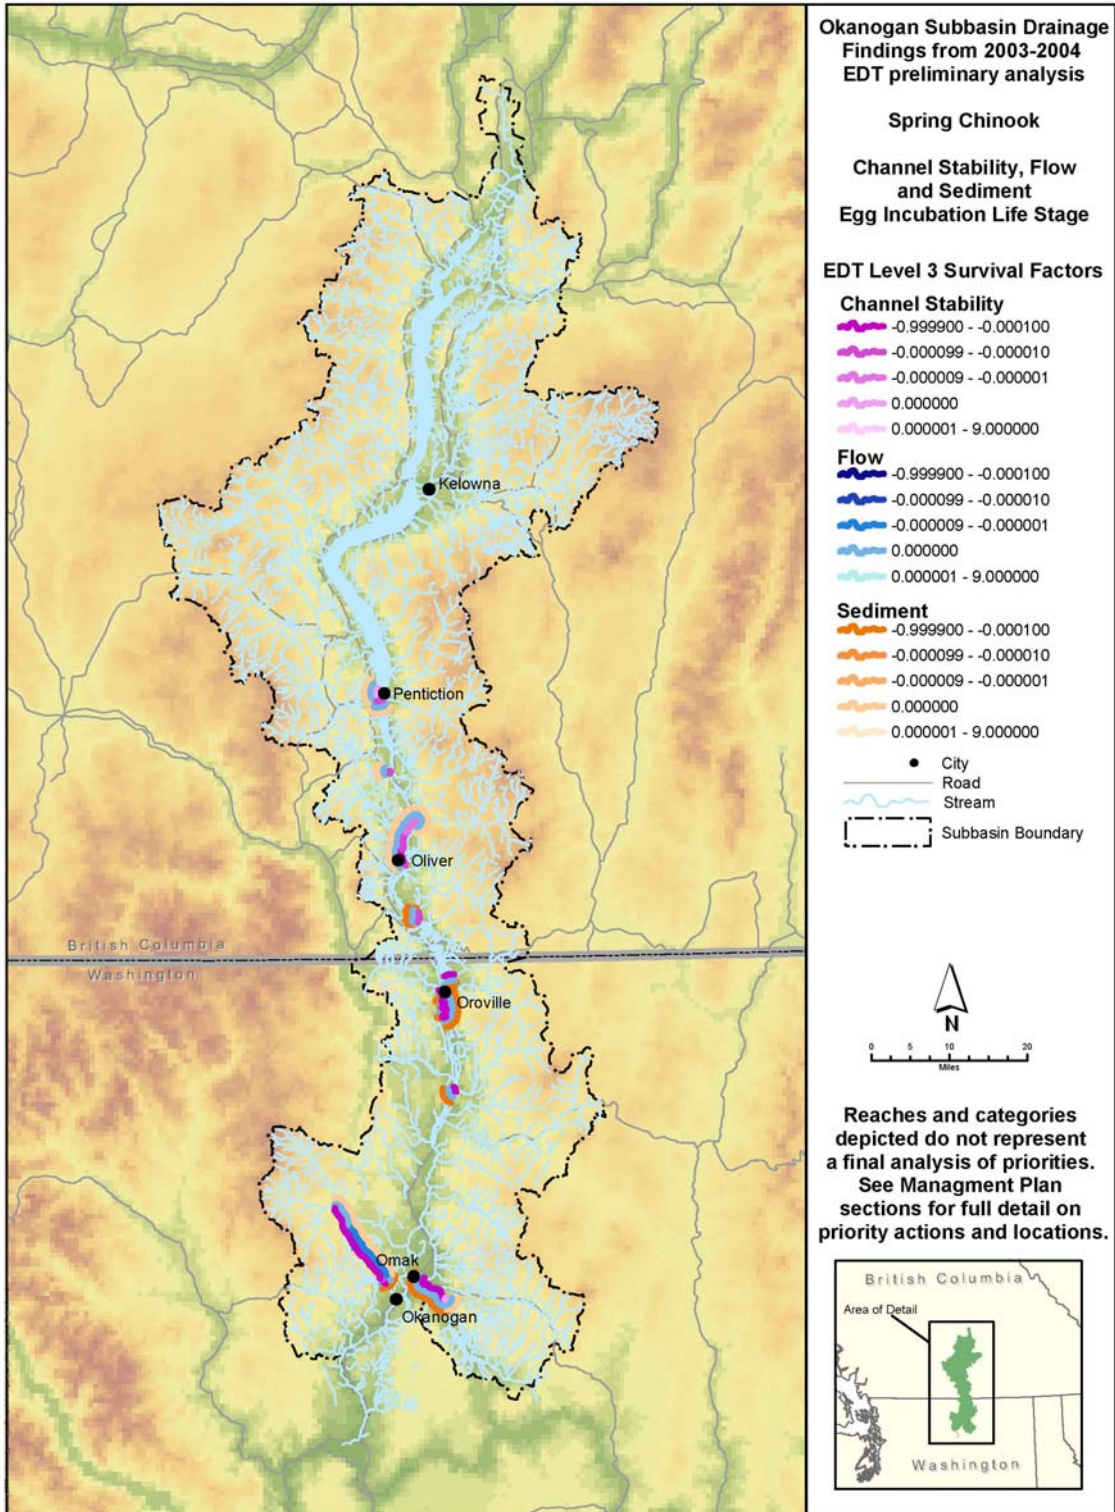 Okanogan Subbasin Drainage
Findings from 2003-2004
EDT preliminary analysis
Spring Chinook
Channel Stability, Flow
and Sediment
Egg Incubation Life Stage
EDT Level 3 Survival Factors
Channel Stability
-0.999900 - -0.000100
-0.000099 - -0.000010
-0.000009 - -0.000001
0.000000
0.000001 - 9.000000
Flow
-0.999900 - -0.000100
-0.000099 - -0.000010
-0.000009 - -0.000001
0.000000
0.000001 - 9.000000
Sediment
-0.999900 - -0.000100
-0.000099 - -0.000010
-0.000009 - -0.000001
0.000000
0.000001 - 9.000000
City
Road
Stream
Subbasin Boundary
N
0 5 10 20
Miles
Reaches and categories
depicted do not represent
a final analysis of priorities.
See Managment Plan
sections for full detail on
priority actions and locations.
British Columbia
Area of Detail
Washington
Kelowna
Pentiction
Oliver
British Columbia
Washington
Oroville
Omak
Okanogan